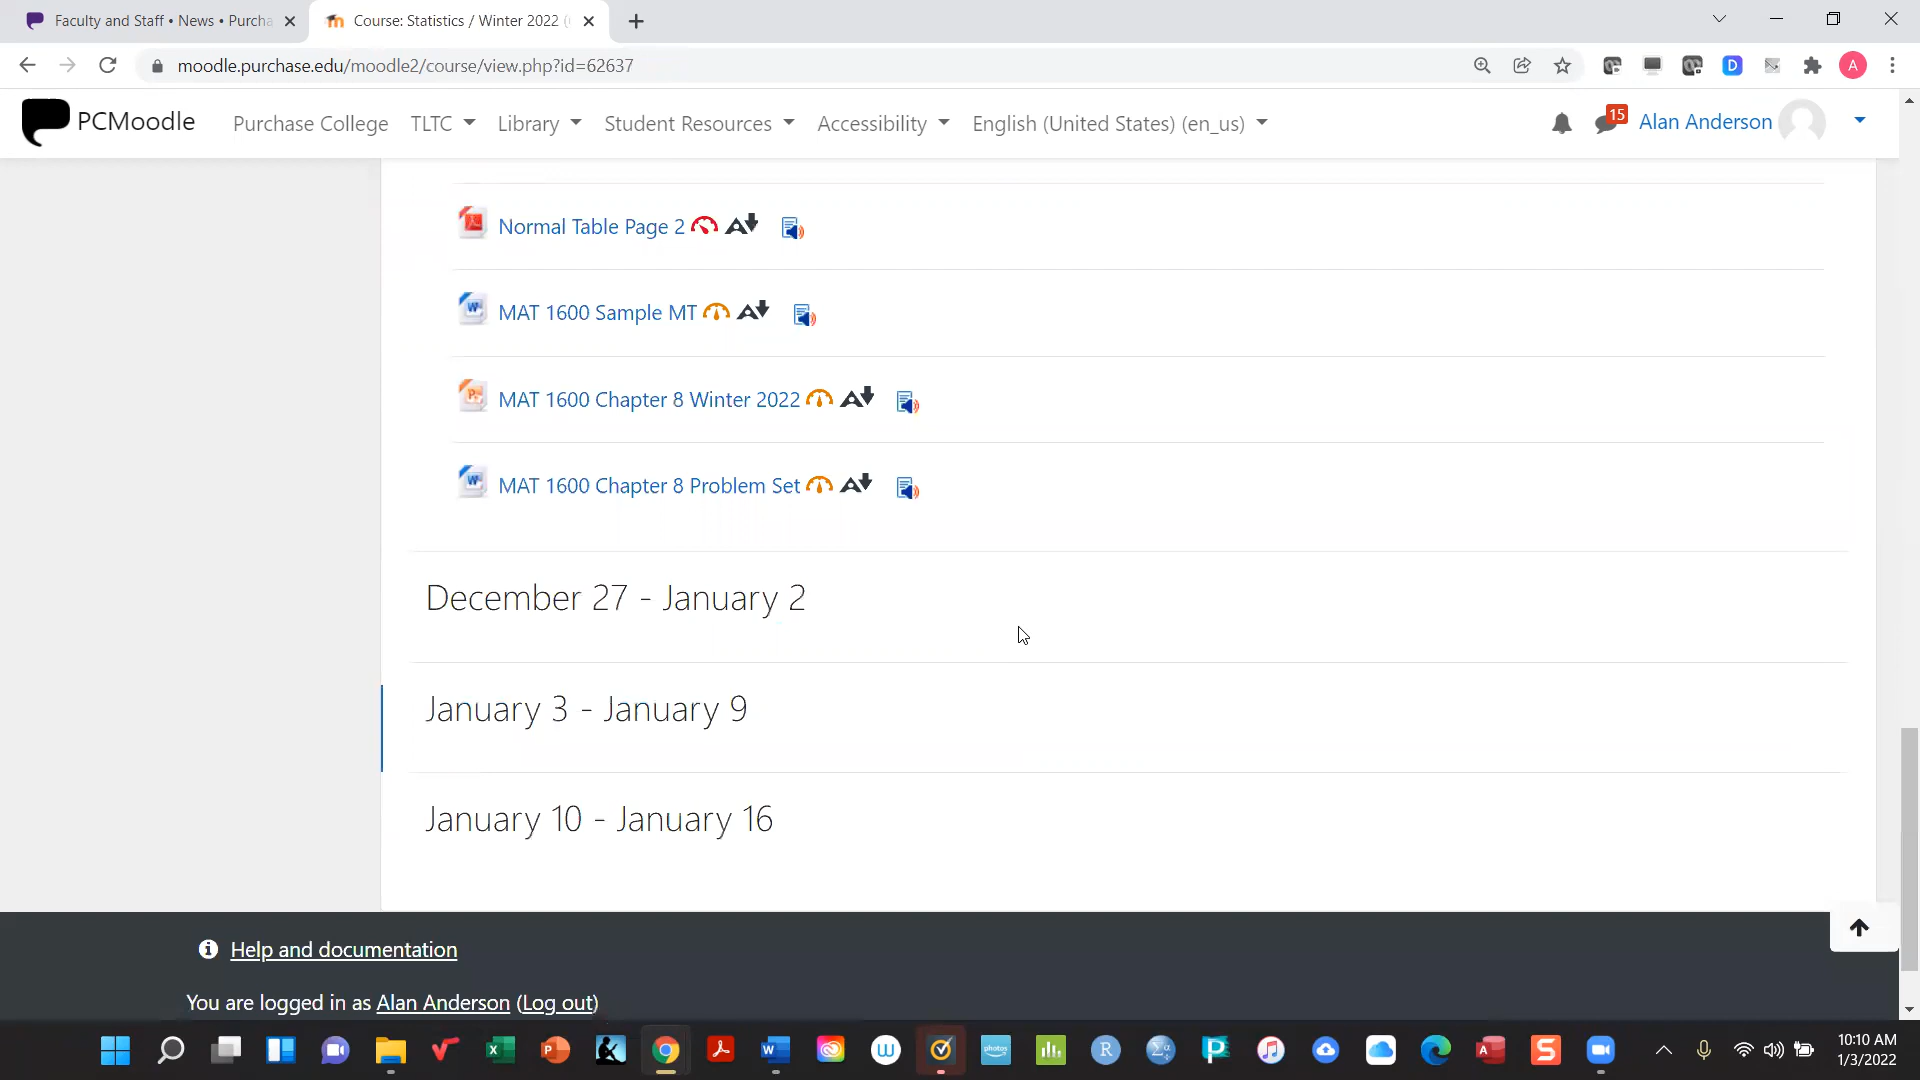 Faculty and Staff • News • Purcha
Course: Statistics / Winter 2022 (
moodle.purchase.edu/moodle2/course/view.php?id=62637
A
PCMoodle
Purchase College
TLTC
Library
Student Resources
Accessibility
English (United States) (en_us)
15
Alan Anderson
Normal Table Page 2
MAT 1600 Sample MT
MAT 1600 Chapter 8 Winter 2022
MAT 1600 Chapter 8 Problem Set
December 27 - January 2
January 3 - January 9
January 10 - January 16
Help and documentation
You are logged in as Alan Anderson (Log out)
10:10 AM
1/3/2022